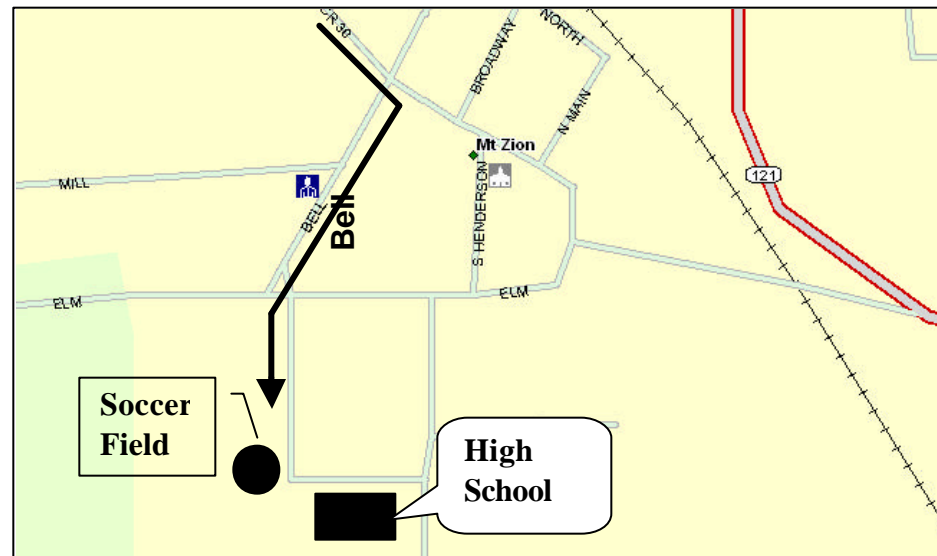 CR 30
BROADWAY
NORTH
N MAIN
Mt Zion
121
MILL
BELL
Bell
S HENDERSON
ELM
ELM
Soccer
Field
High
School